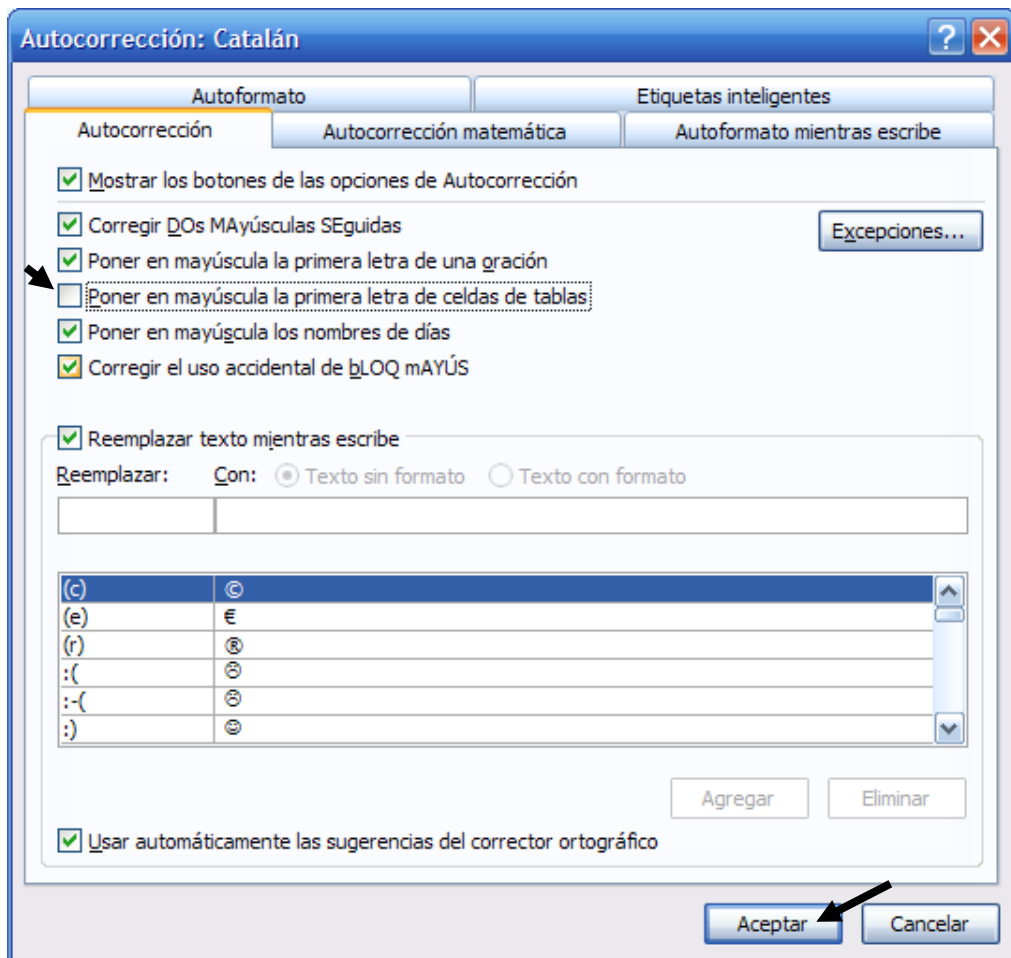 Autocorrección: Catalán
Autoformato Etiquetas inteligentes
Autocorrección Autocorrección matemática Autoformato mientras escribe
Mostrar los botones de las opciones de Autocorrección
Corregir DOs MAyúsculas SEguidas Excepciones...
Poner en mayúscula la primera letra de una oración
Poner en mayúscula la primera letra de celdas de tablas
Poner en mayúscula los nombres de días
Corregir el uso accidental de bLOQ mAYÚS
Reemplazar texto mientras escribe
Reemplazar: Con: Texto sin formato Texto con formato
(c) ©
(e) €
(r) ®
:( ☹
:-( ☹
:) ☺
Agregar Eliminar
Usar automáticamente las sugerencias del corrector ortográfico
Aceptar Cancelar